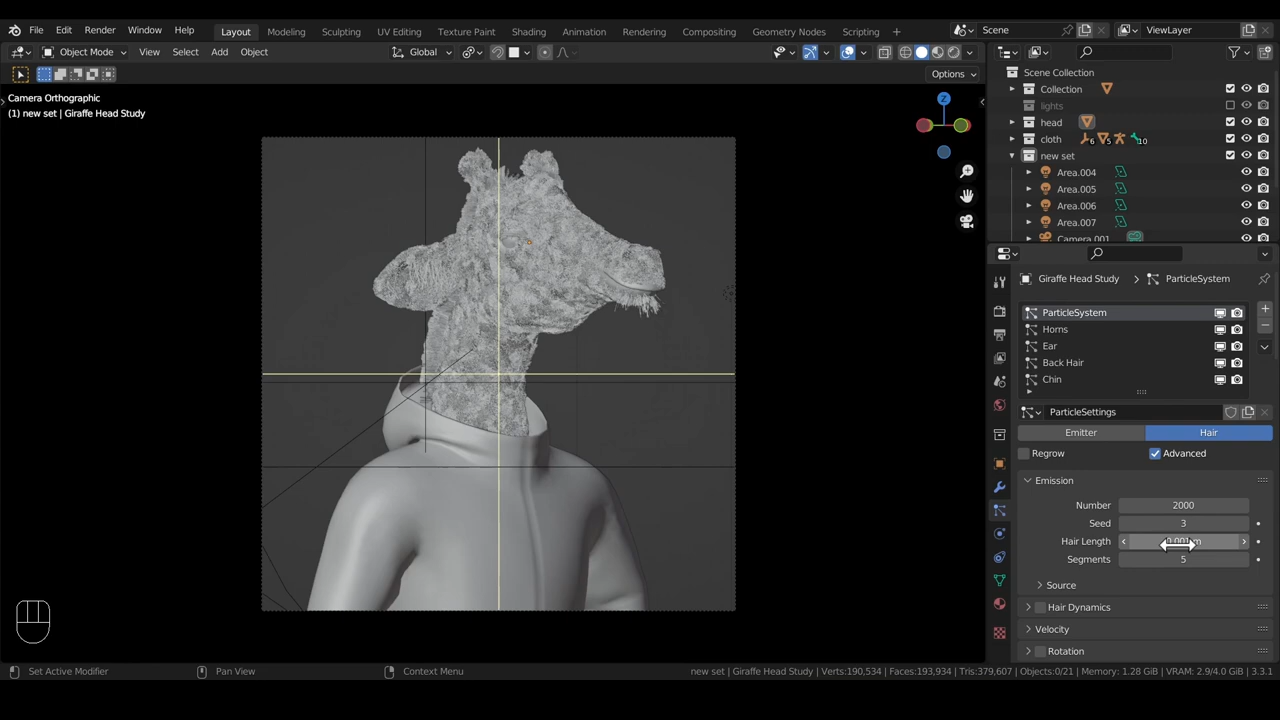 File Edit Render Window Help Layout Modeling Sculpting UV Editing Texture Paint Shading Animation Rendering Compositing Geometry Nodes Scripting Scene ViewLayer
Object Mode View Select Add Object Global
Options
Camera Orthographic
(1) new set | Giraffe Head Study
Z
Scene Collection
Collection
lights
head
cloth 6 5 10
new set
Area.004
Area.005
Area.006
Area.007
Camera.001
Giraffe Head Study > ParticleSystem
ParticleSystem
Horns
Ear
Back Hair
Chin
ParticleSettings
Emitter Hair
Regrow Advanced
Emission
Number 2000
Seed 3
Hair Length 0.001 m
Segments 5
Source
Hair Dynamics
Velocity
Rotation
Set Active Modifier Pan View Context Menu new set | Giraffe Head Study | Verts:190,534 | Faces:193,934 | Tris:379,607 | Objects:0/21 | Memory: 1.28 GiB | VRAM: 2.9/4.0 GiB | 3.3.1